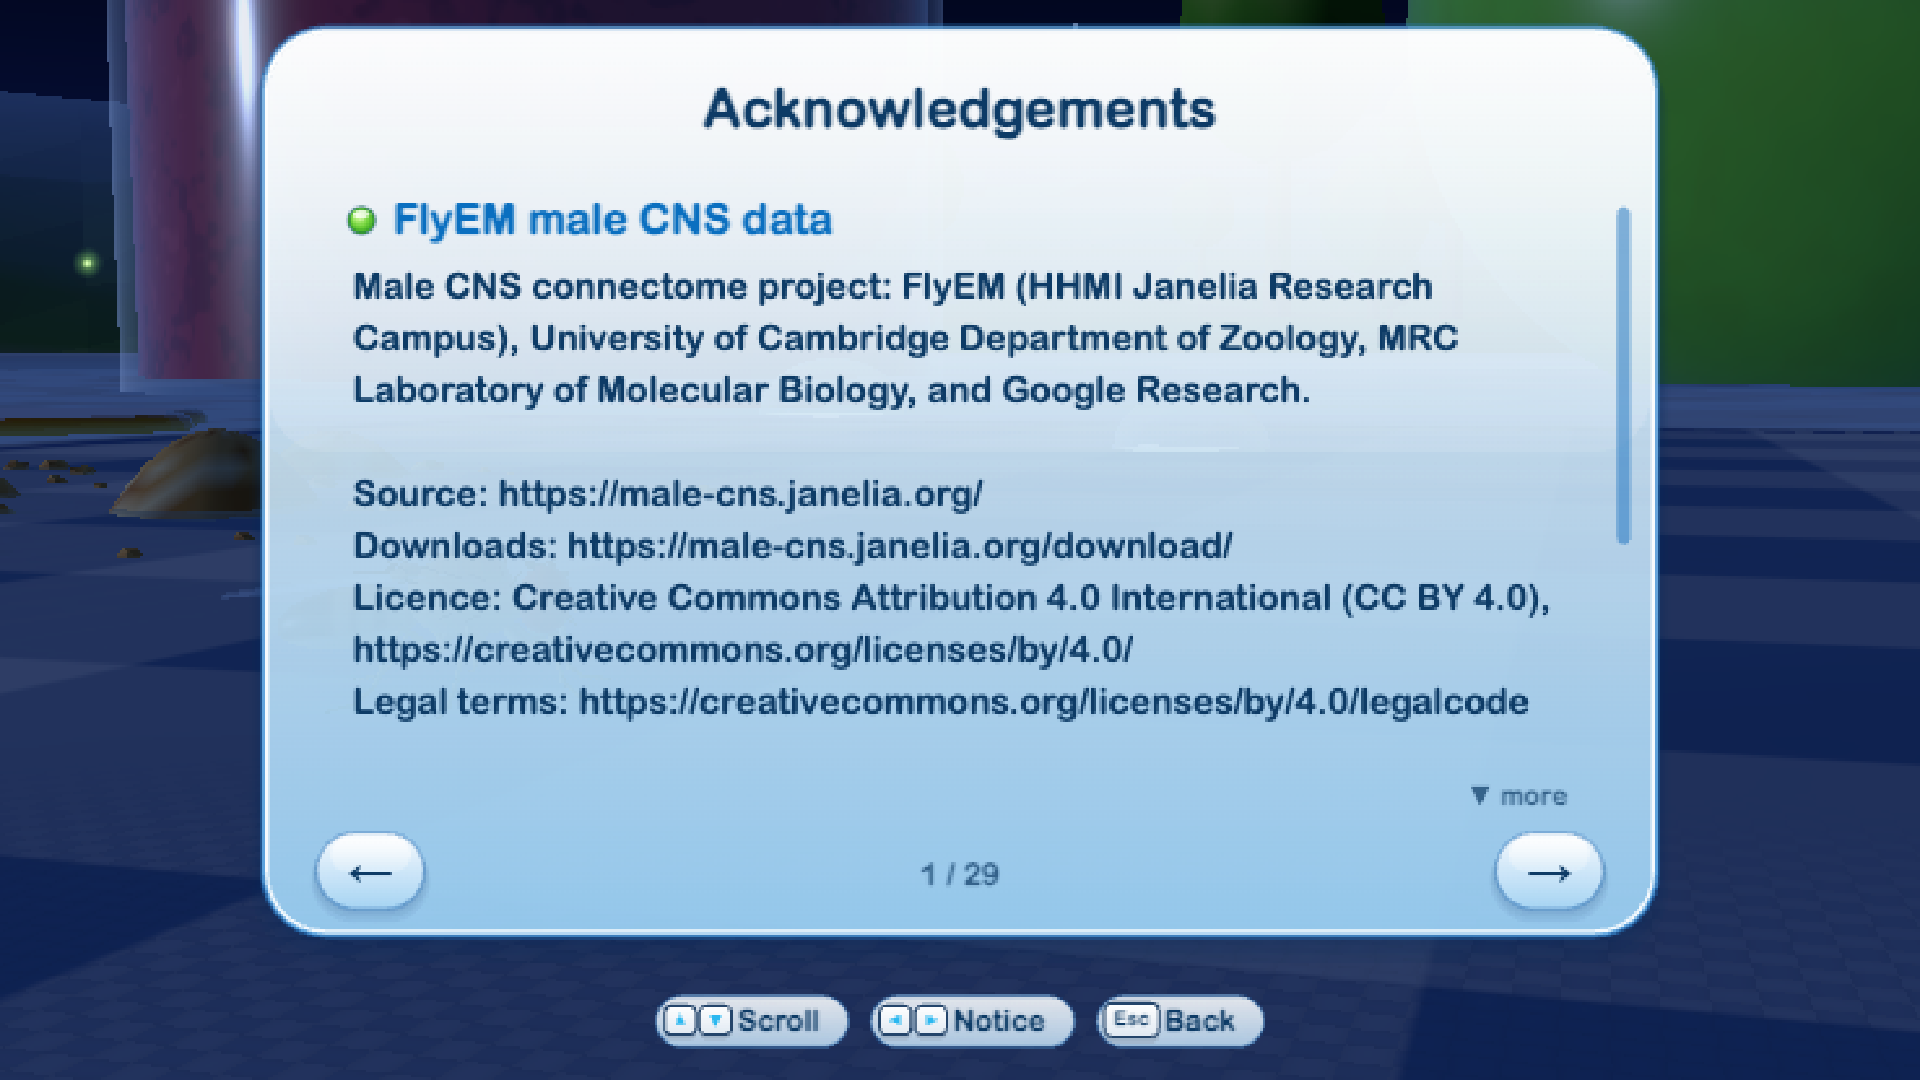 Acknowledgements
FlyEM male CNS data
Male CNS connectome project: FlyEM (HHMI Janelia Research
Campus), University of Cambridge Department of Zoology, MRC
Laboratory of Molecular Biology, and Google Research.
Source: https://male-cns.janelia.org/
Downloads: https://male-cns.janelia.org/download/
Licence: Creative Commons Attribution 4.0 International (CC BY 4.0),
https://creativecommons.org/licenses/by/4.0/
Legal terms: https://creativecommons.org/licenses/by/4.0/legalcode
▼ more
← 1 / 29 →
▲ ▼ Scroll ◀ ▶ Notice Esc Back